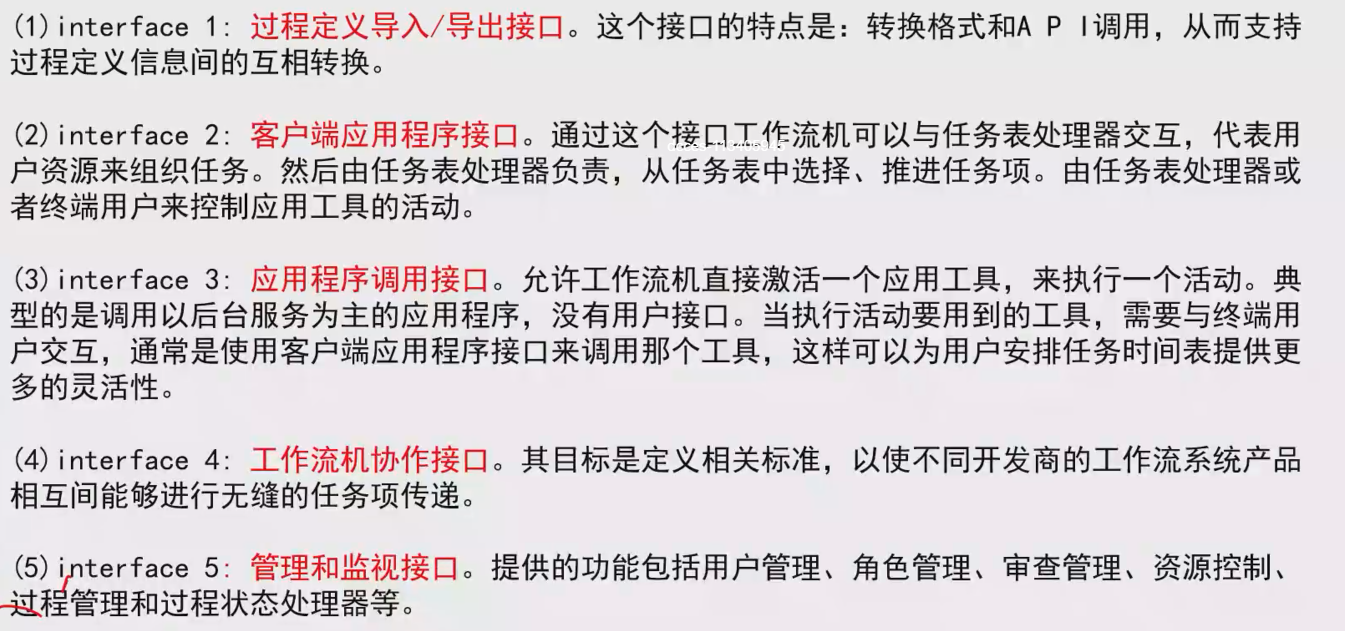 (1)interface 1: 过程定义导入/导出接口。这个接口的特点是：转换格式和A P I调用，从而支持
过程定义信息间的互相转换。
(2)interface 2: 客户端应用程序接口。通过这个接口工作流机可以与任务表处理器交互，代表用
户资源来组织任务。然后由任务表处理器负责，从任务表中选择、推进任务项。由任务表处理器或
者终端用户来控制应用工具的活动。
(3)interface 3: 应用程序调用接口。允许工作流机直接激活一个应用工具，来执行一个活动。典
型的是调用以后台服务为主的应用程序，没有用户接口。当执行活动要用到的工具，需要与终端用
户交互，通常是使用客户端应用程序接口来调用那个工具，这样可以为用户安排任务时间表提供更
多的灵活性。
(4)interface 4: 工作流机协作接口。其目标是定义相关标准，以使不同开发商的工作流系统产品
相互间能够进行无缝的任务项传递。
(5)interface 5: 管理和监视接口。提供的功能包括用户管理、角色管理、审查管理、资源控制、
过程管理和过程状态处理器等。